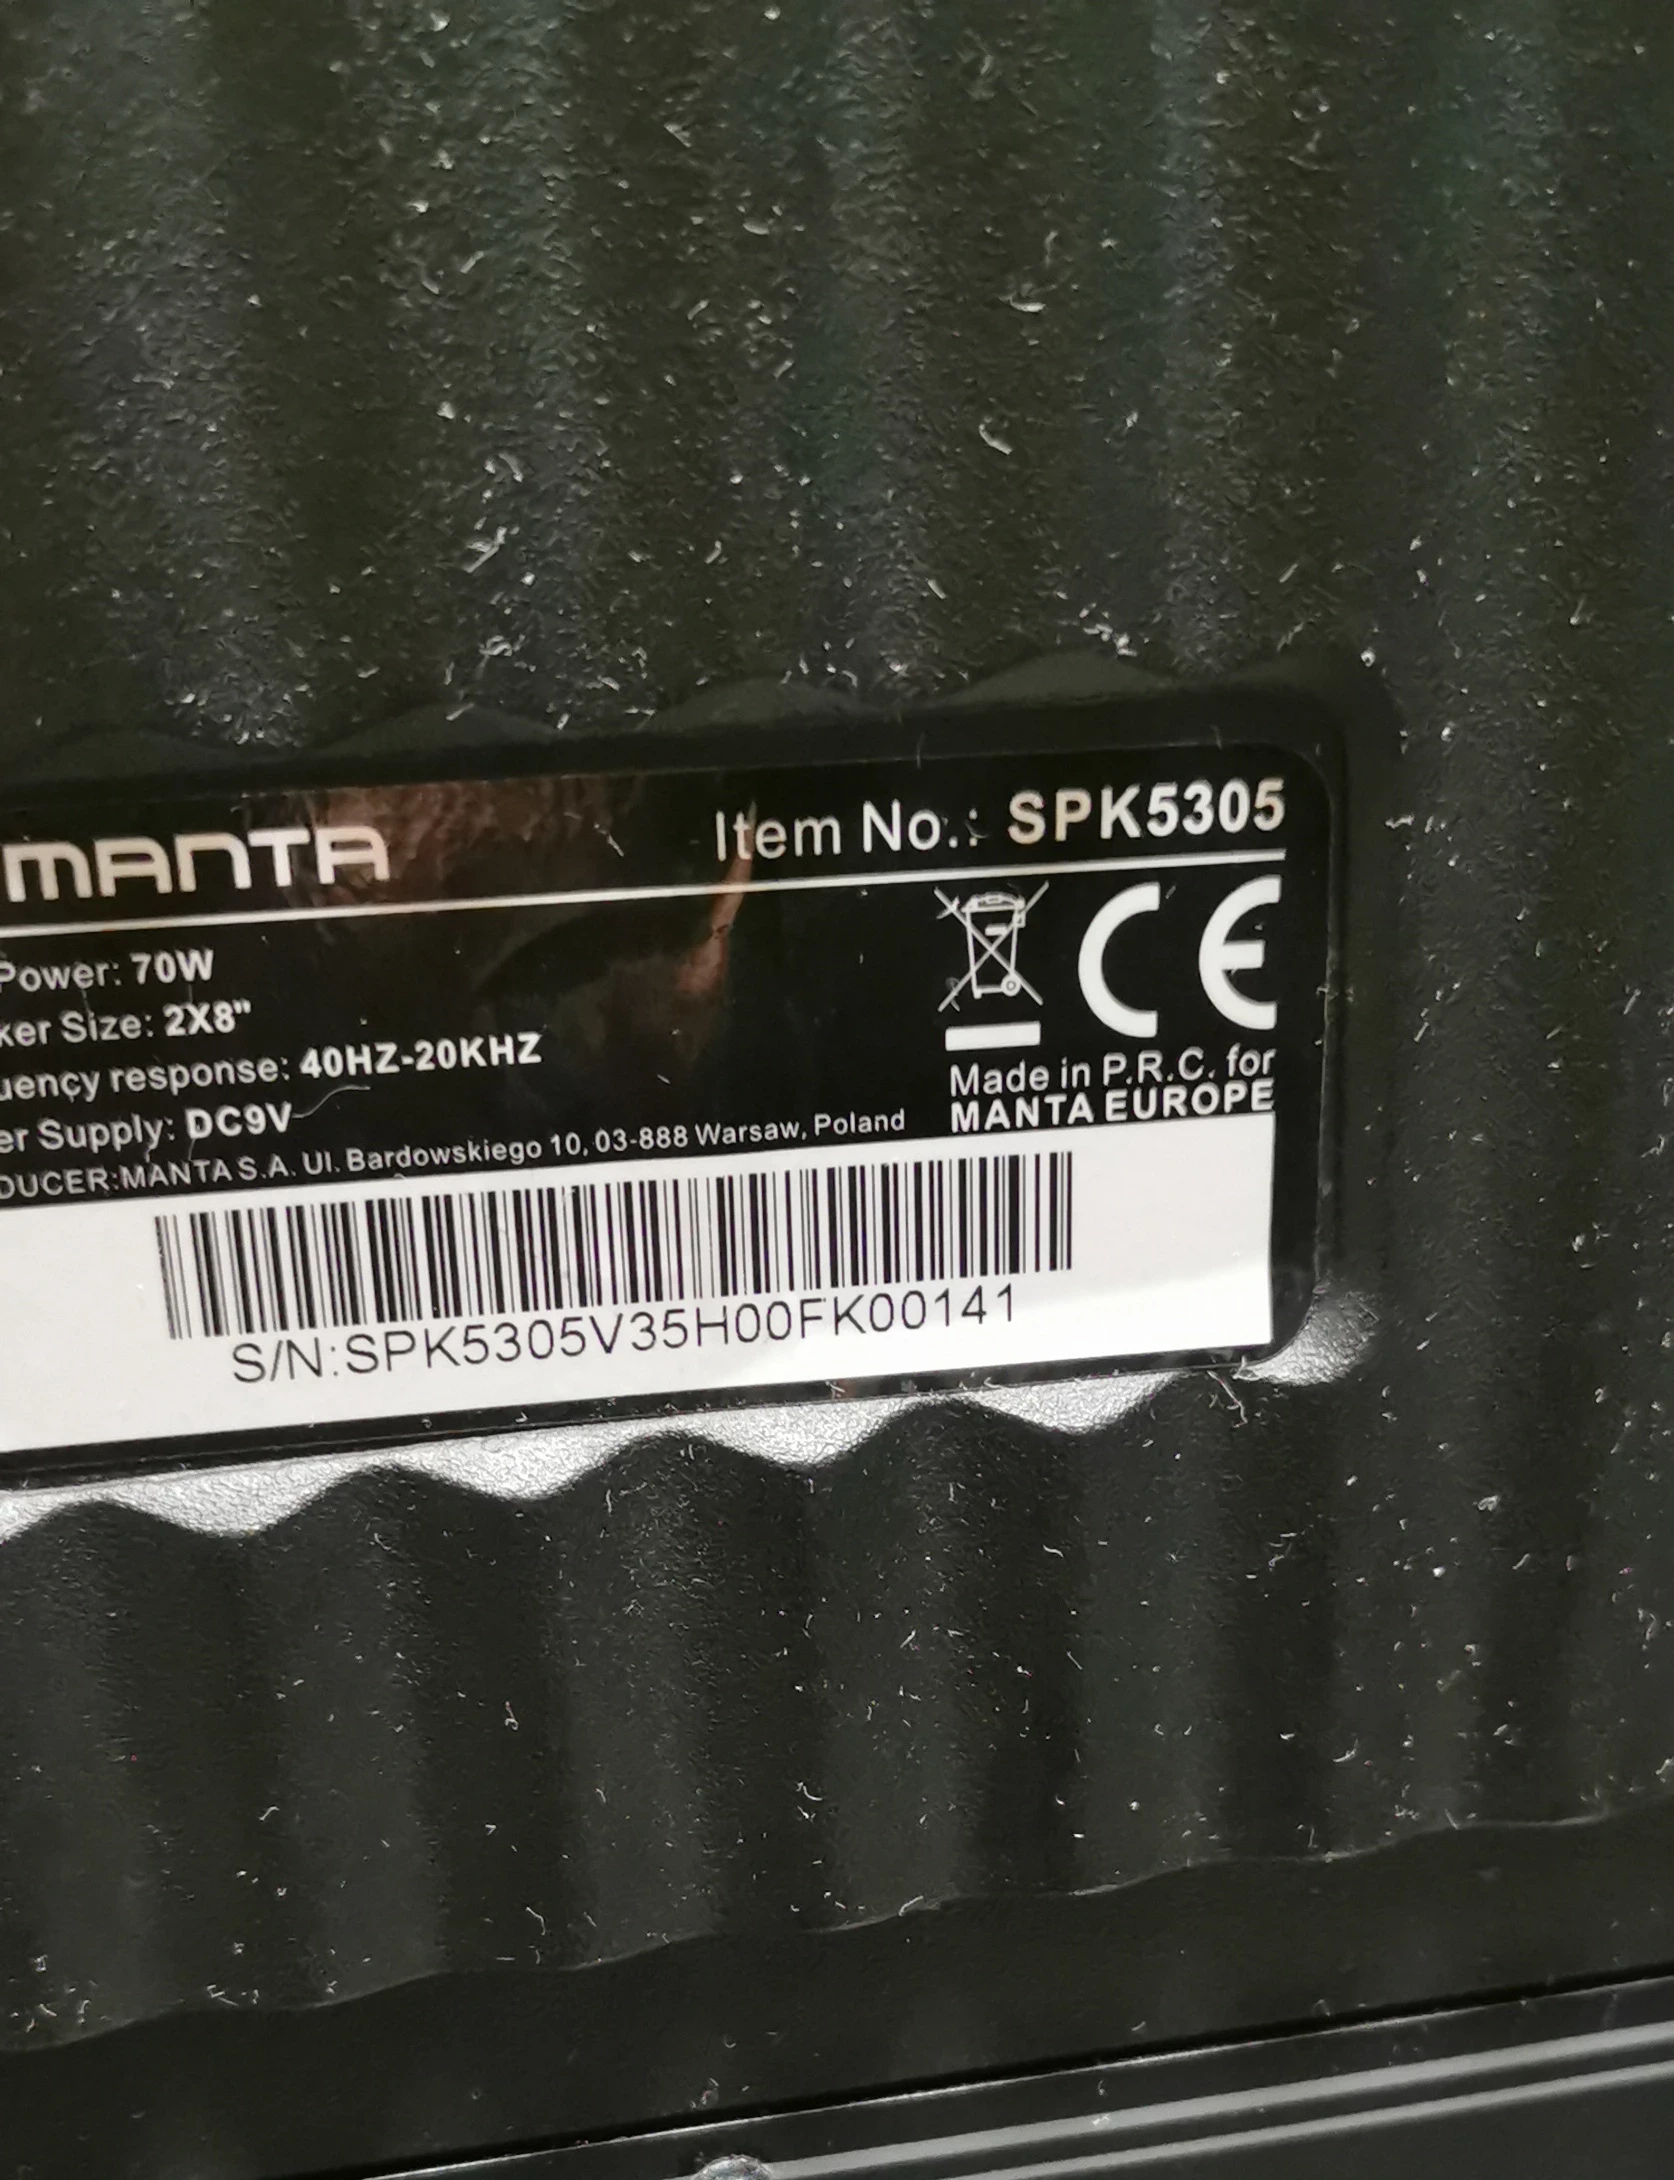 MANTA Item No.: SPK5305
Power: 70W
ker Size: 2X8"
uency response: 40HZ-20KHZ
er Supply: DC9V
DUCER:MANTA S.A. Ul. Bardowskiego 10, 03-888 Warsaw, Poland
CE
Made in P.R.C. for
MANTA EUROPE
S/N:SPK5305V35H00FK00141